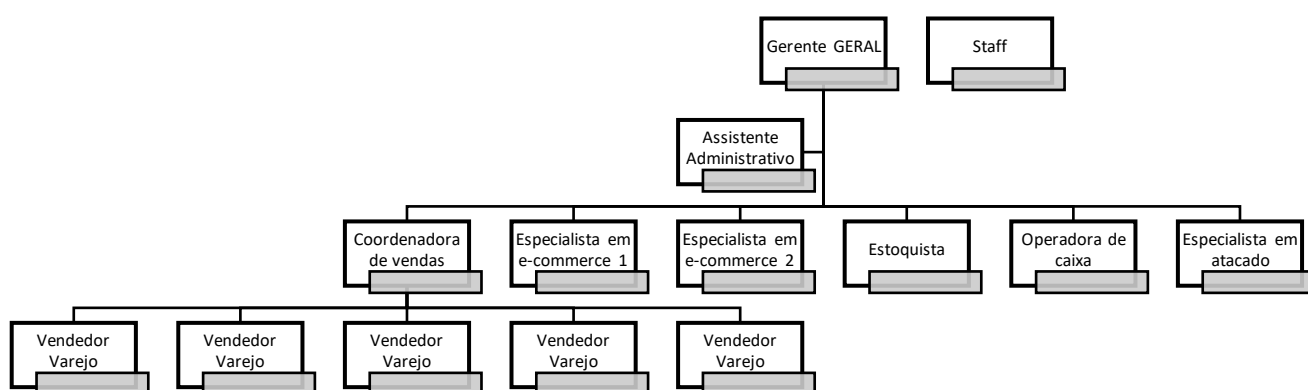 Gerente GERAL
Staff
Assistente
Administrativo
Coordenadora
de vendas
Especialista em
e-commerce 1
Especialista em
e-commerce 2
Estoquista
Operadora de
caixa
Especialista em
atacado
Vendedor
Varejo
Vendedor
Varejo
Vendedor
Varejo
Vendedor
Varejo
Vendedor
Varejo